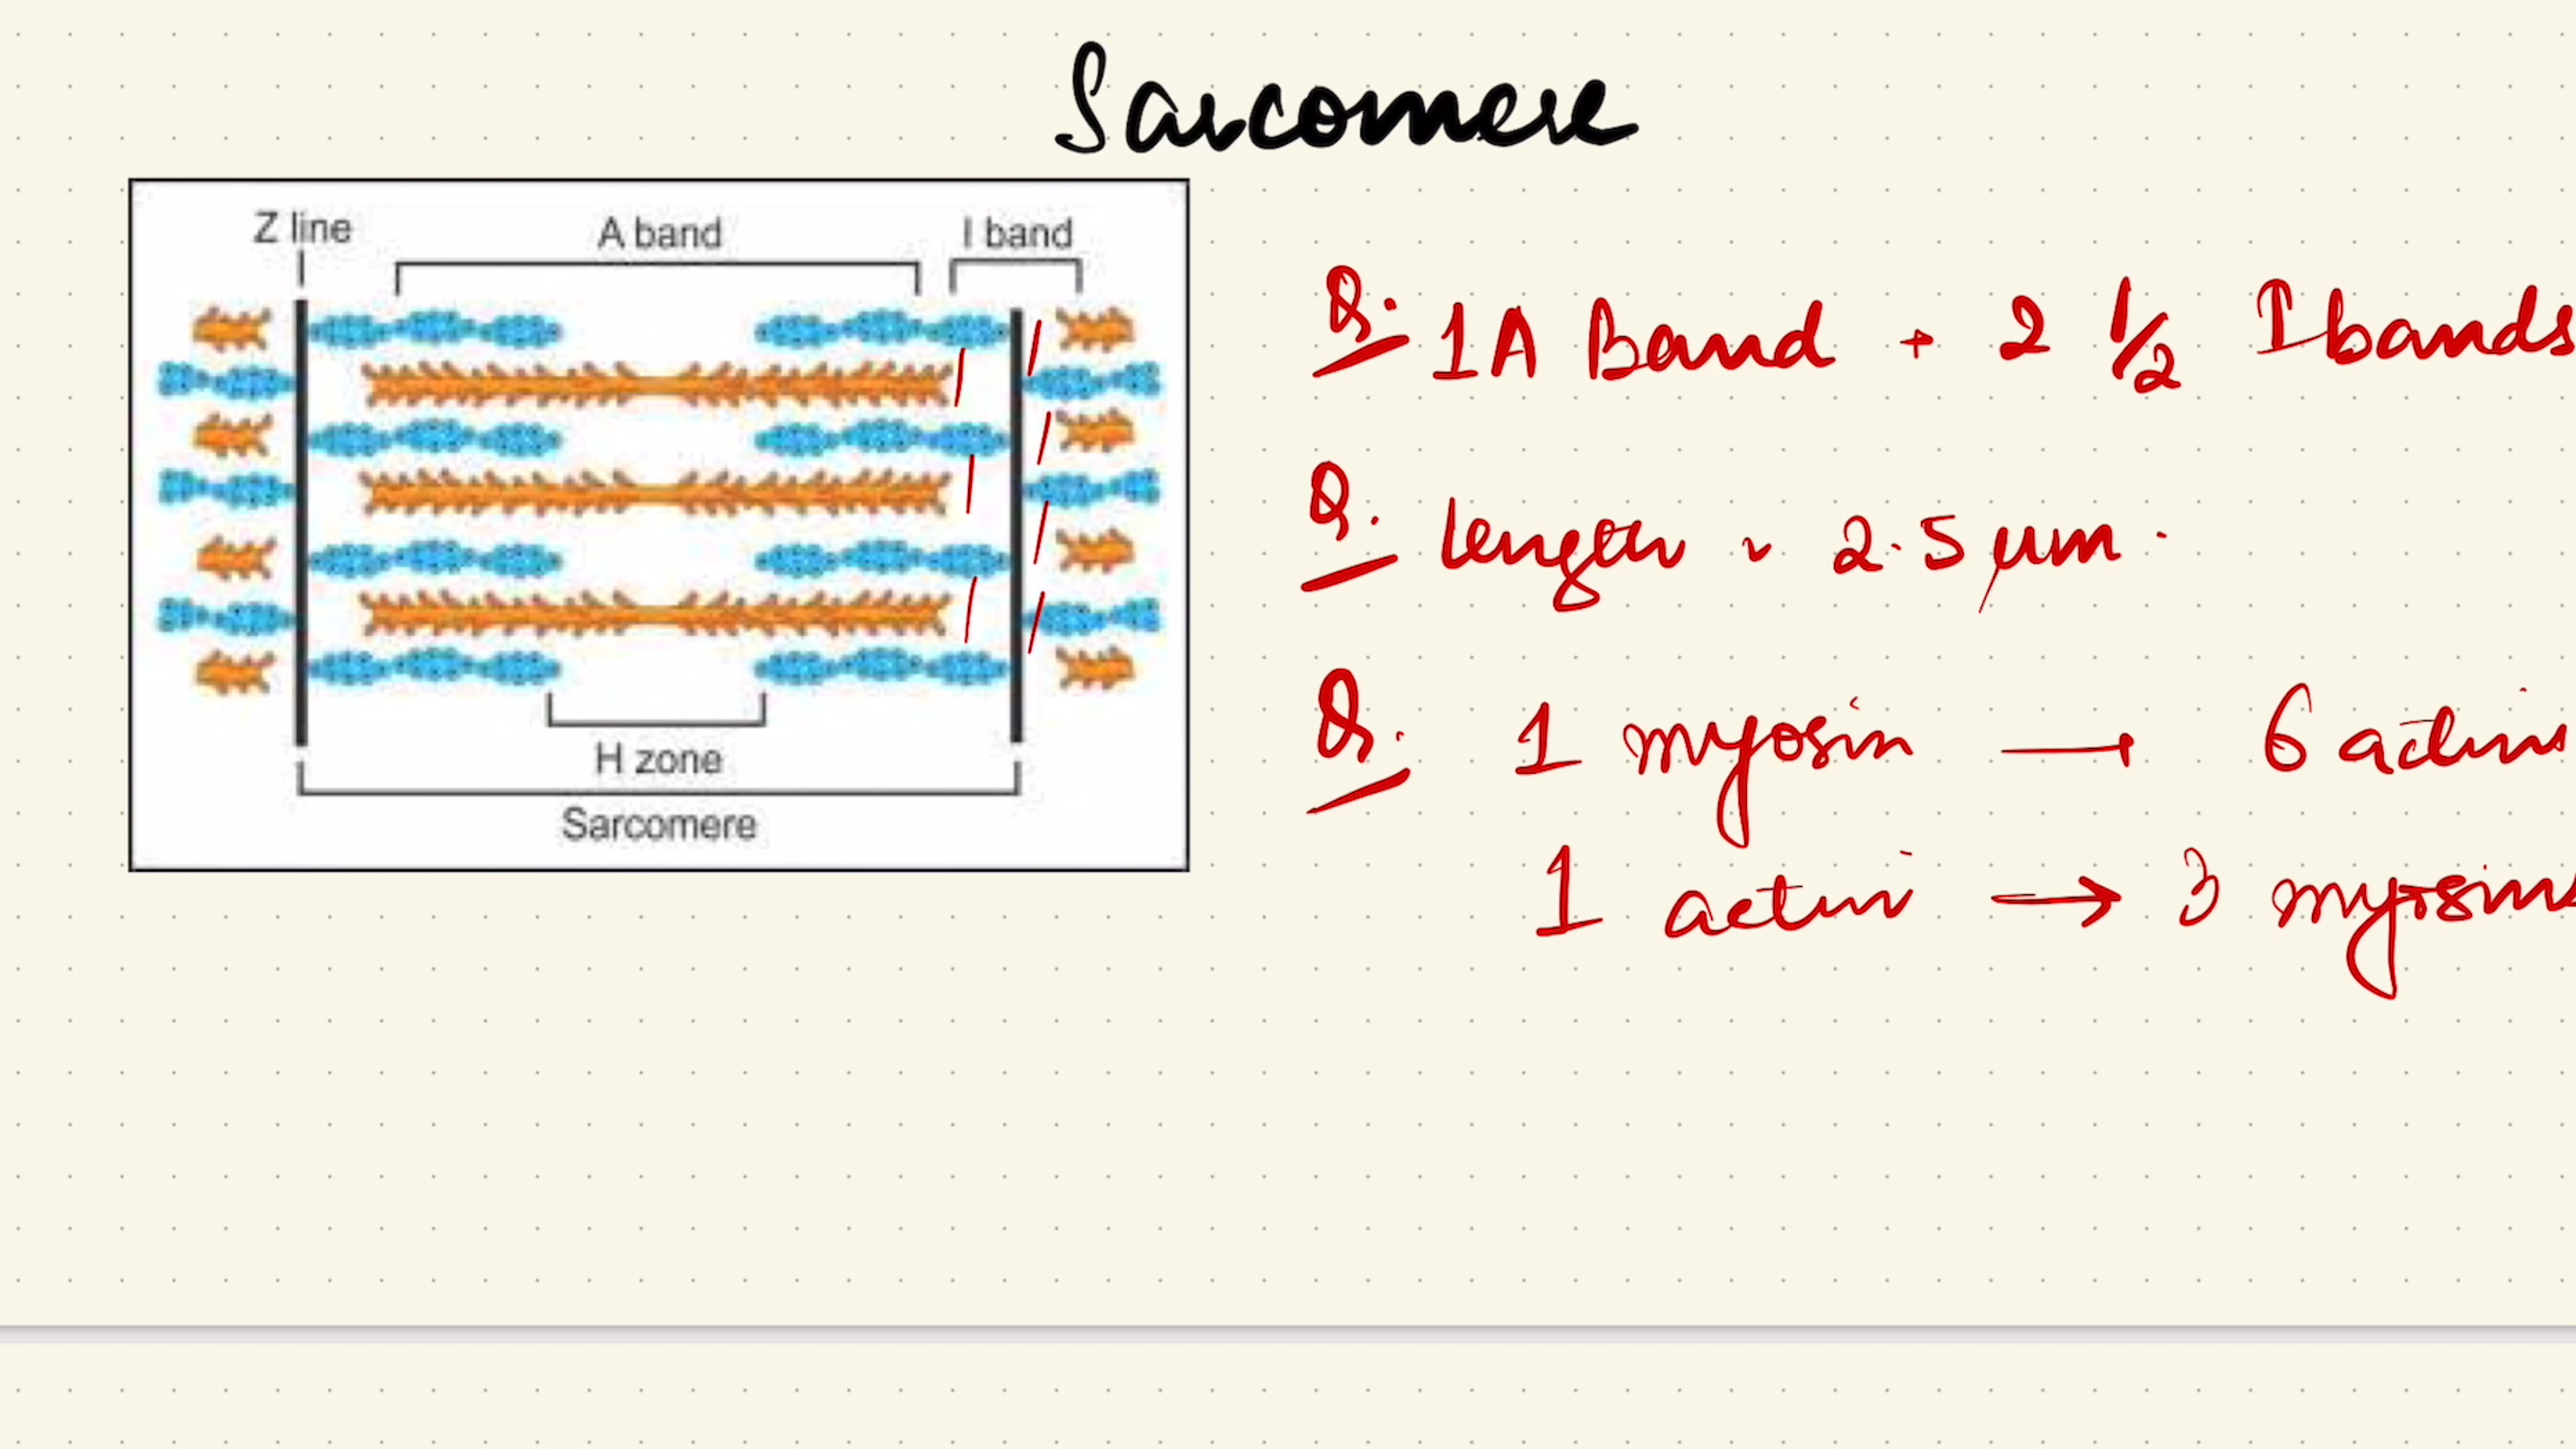 Sarcomere
Z line
A band
I band
H zone
Sarcomere
Q. 1A Band + 2 1/2 I bands
Q. length ~ 2.5 μm.
Q. 1 myosin → 6 actins
1 actin → 3 myosins